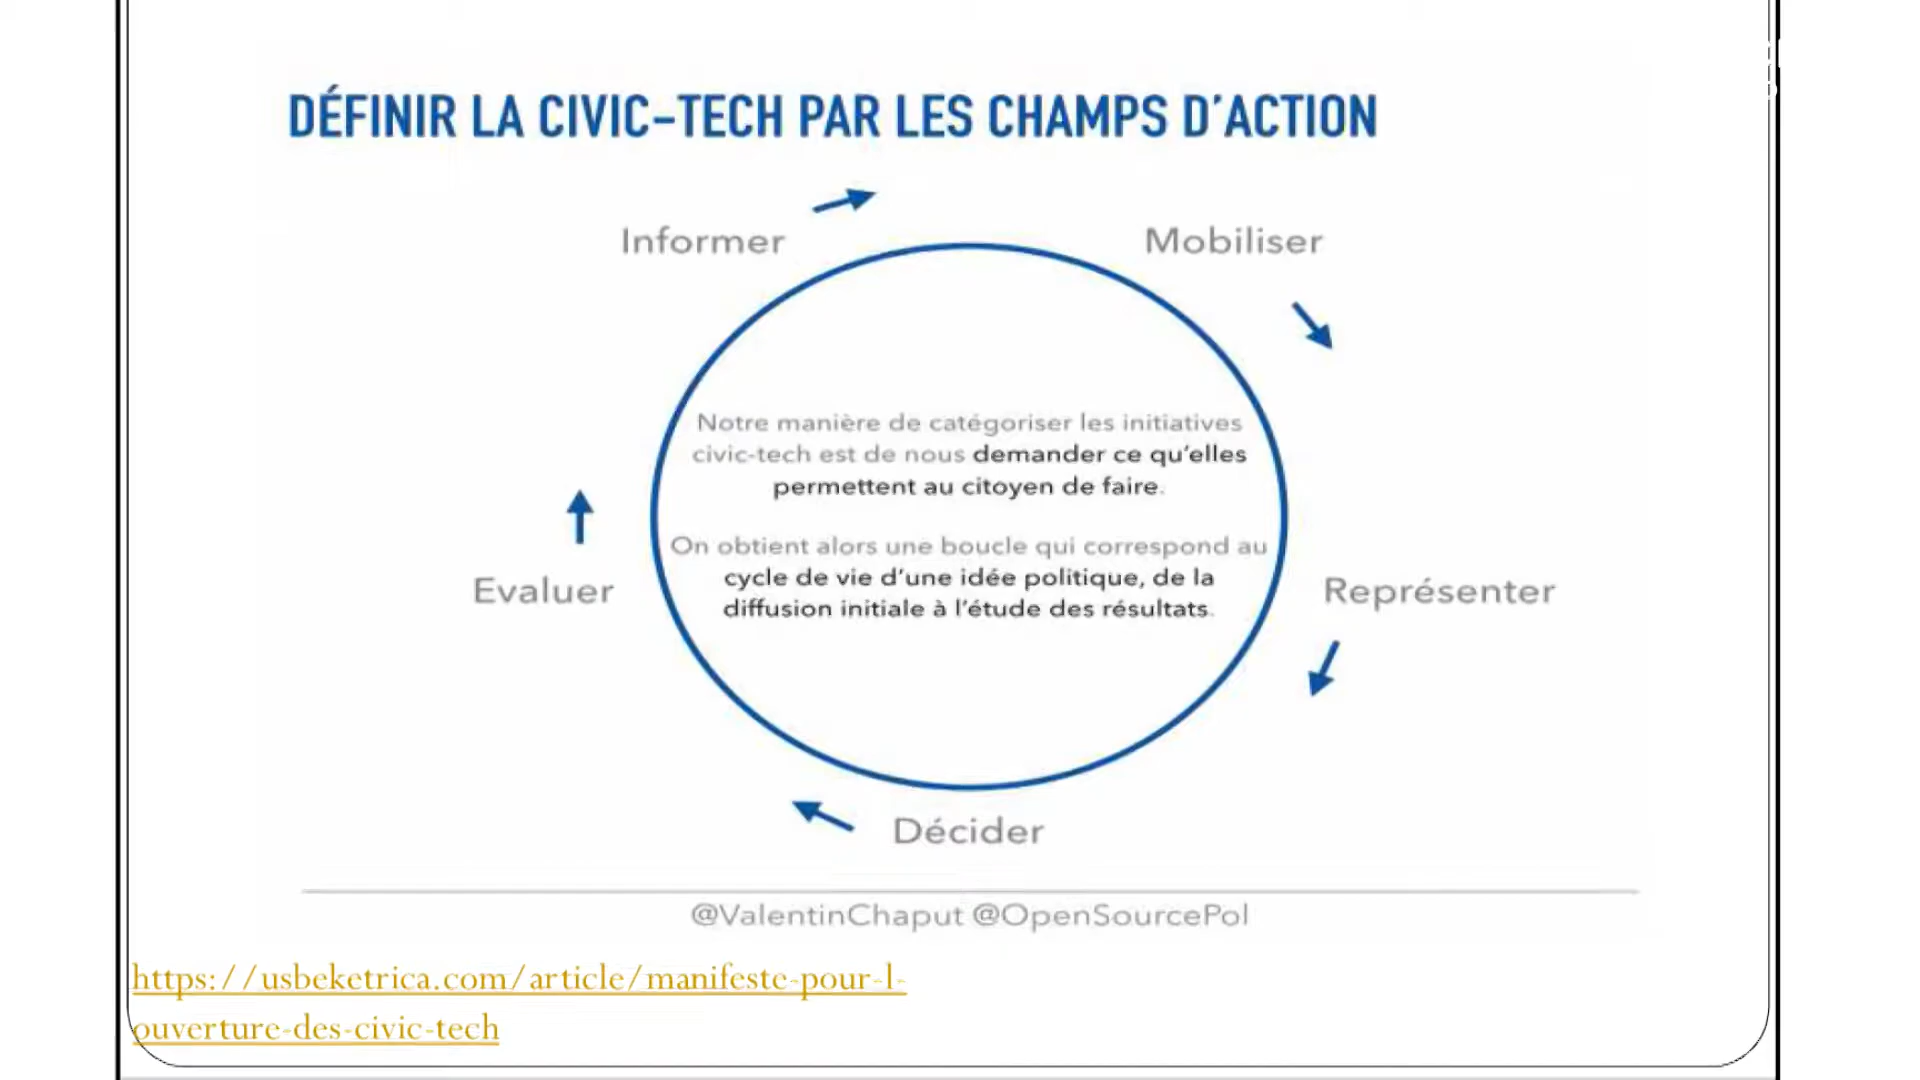 DÉFINIR LA CIVIC-TECH PAR LES CHAMPS D'ACTION
Informer
Mobiliser
Notre manière de catégoriser les initiatives
civic-tech est de nous demander ce qu'elles
permettent au citoyen de faire.
On obtient alors une boucle qui correspond au
cycle de vie d'une idée politique, de la
diffusion initiale à l'étude des résultats.
Evaluer
Représenter
Décider
@ValentinChaput @OpenSourcePol
https://usbeketrica.com/article/manifeste-pour-l-
ouverture-des-civic-tech